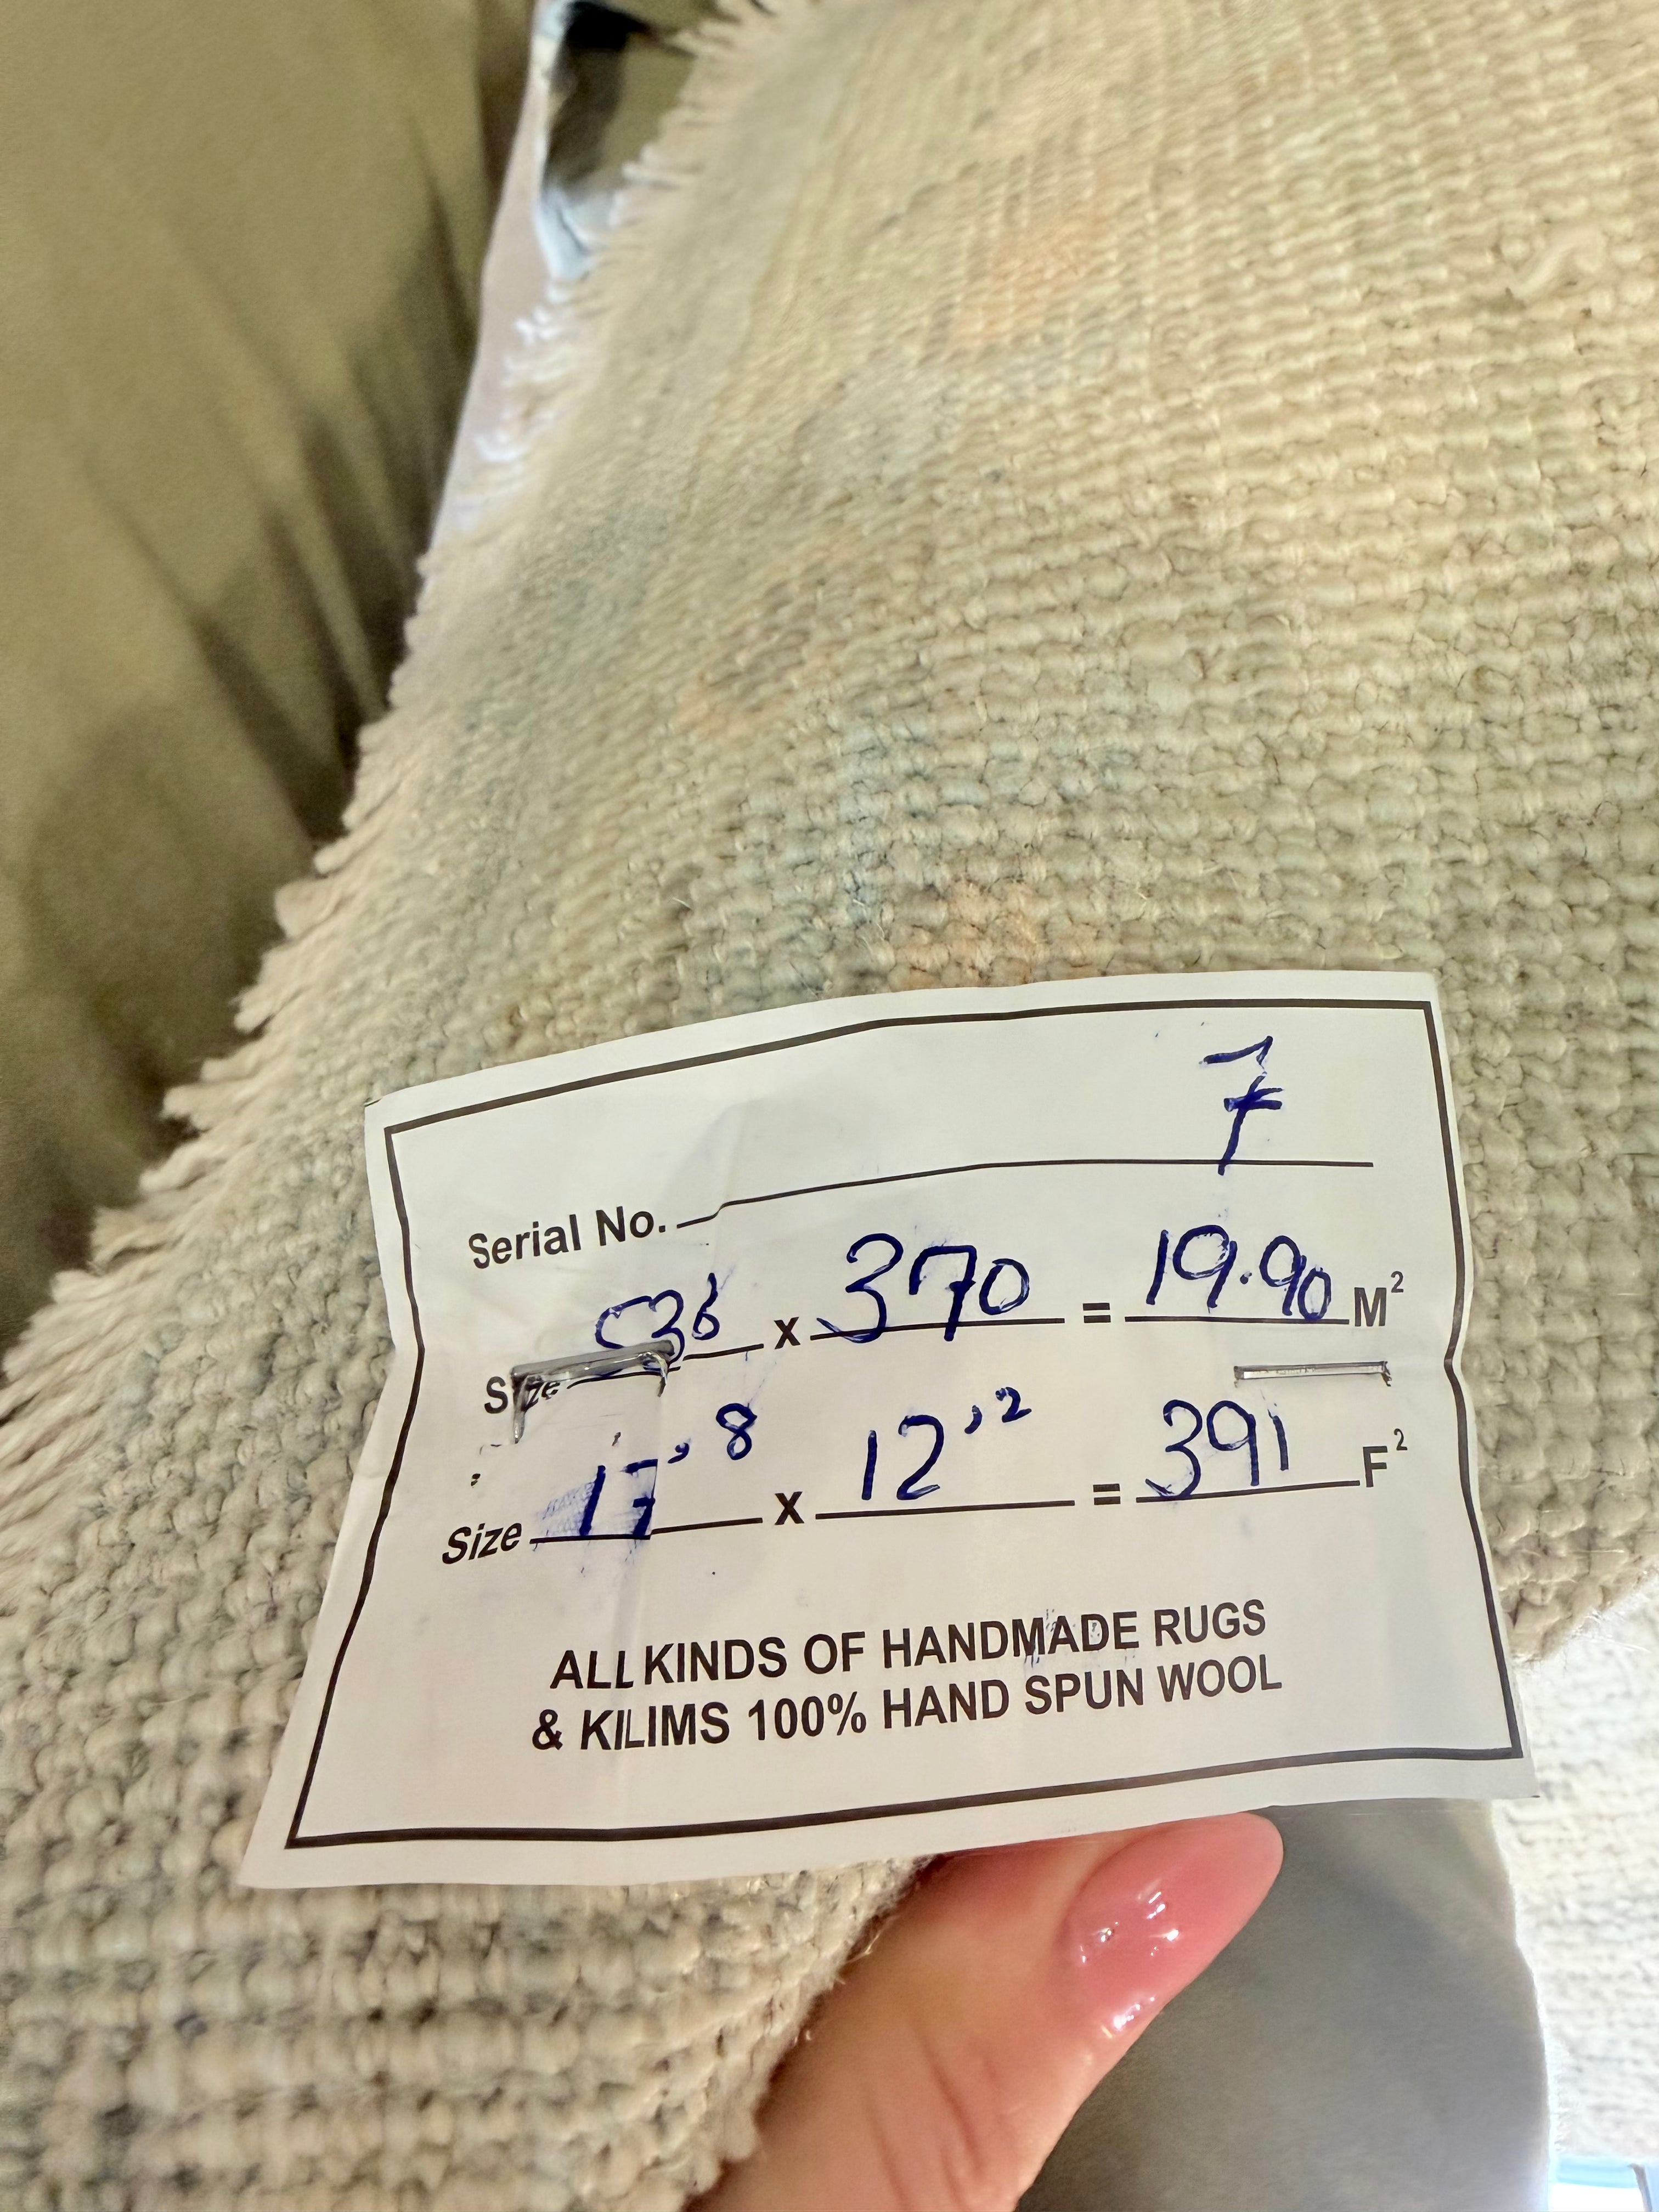 Serial No. 7
Size x 370 = 19.90 M²
Size 17'8 x 12'2 = 391 F²
ALL KINDS OF HANDMADE RUGS
& KILIMS 100% HAND SPUN WOOL